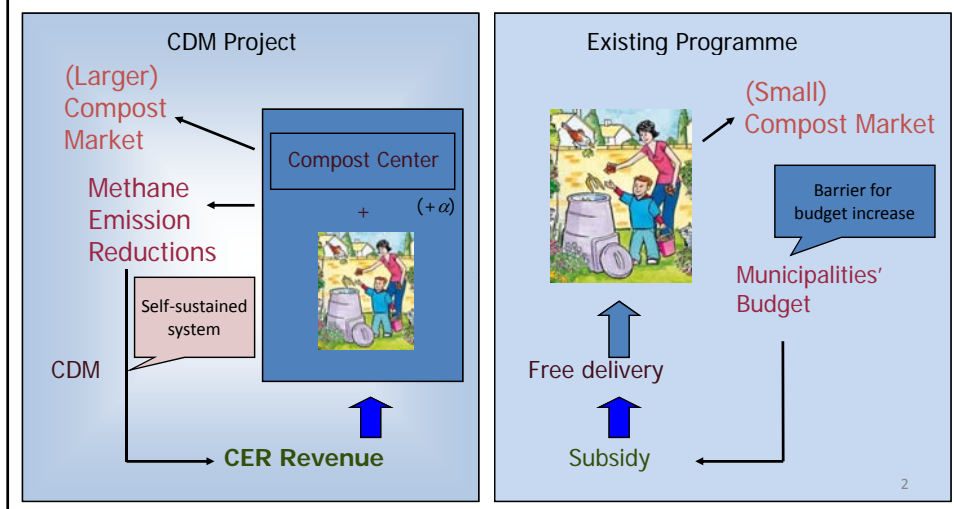 CDM Project
(Larger)
Compost
Market
Compost Center
+
(+α)
Methane
Emission
Reductions
Self-sustained
system
CDM
CER Revenue
Existing Programme
(Small)
Compost Market
Barrier for
budget increase
Municipalities'
Budget
Free delivery
Subsidy
2